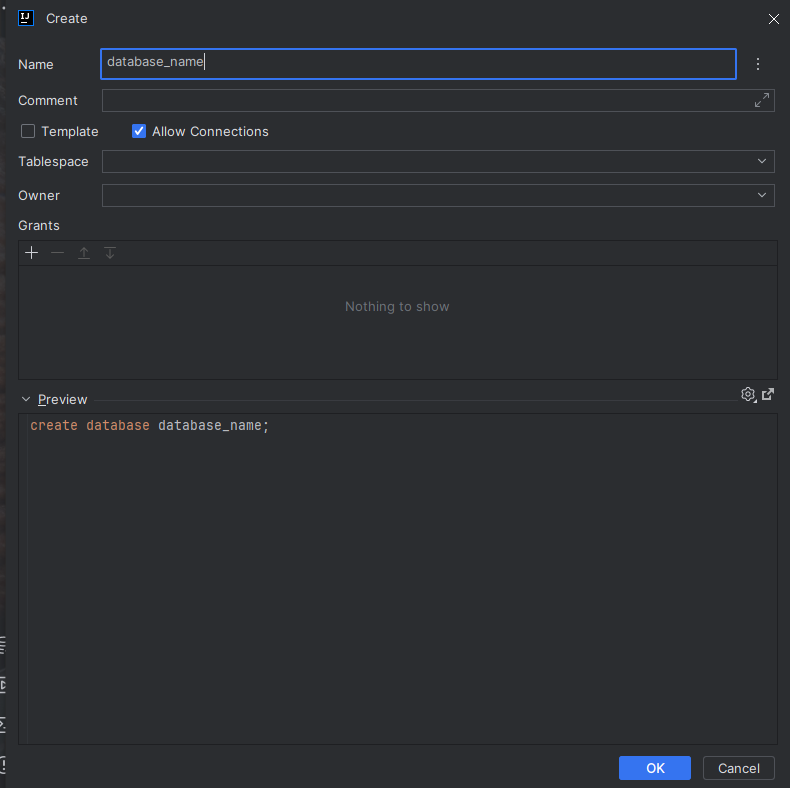 IJ
Create
Name database_name
Comment
Template Allow Connections
Tablespace
Owner
Grants
Nothing to show
Preview
create database database_name;
OK Cancel